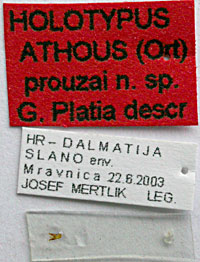 HOLOTYPUS
ATHOUS (Ort)
prouzai n. sp.
G. Platia descr
HR – DALMATIJA
SLANO env.
Mravnica 22.6.2003
JOSEF MERTLIK LEG.